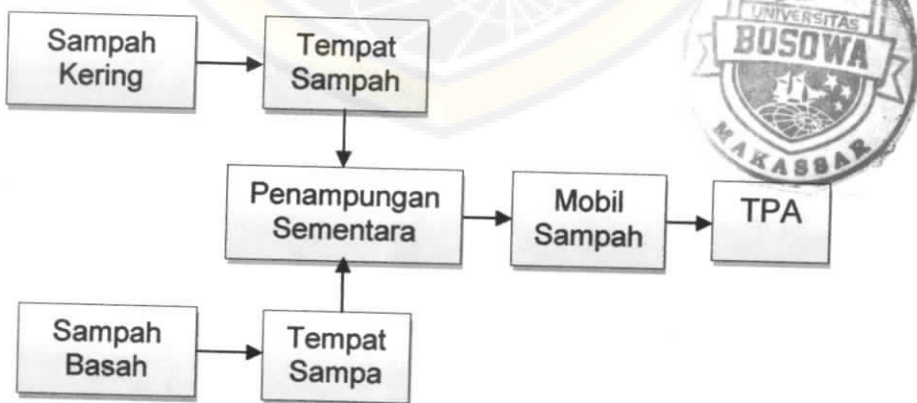 Sampah
Kering
Tempat
Sampah
UNIVERSITAS
BOSOWA
MAKASSAR
Penampungan
Sementara
Mobil
Sampah
TPA
Sampah
Basah
Tempat
Sampa